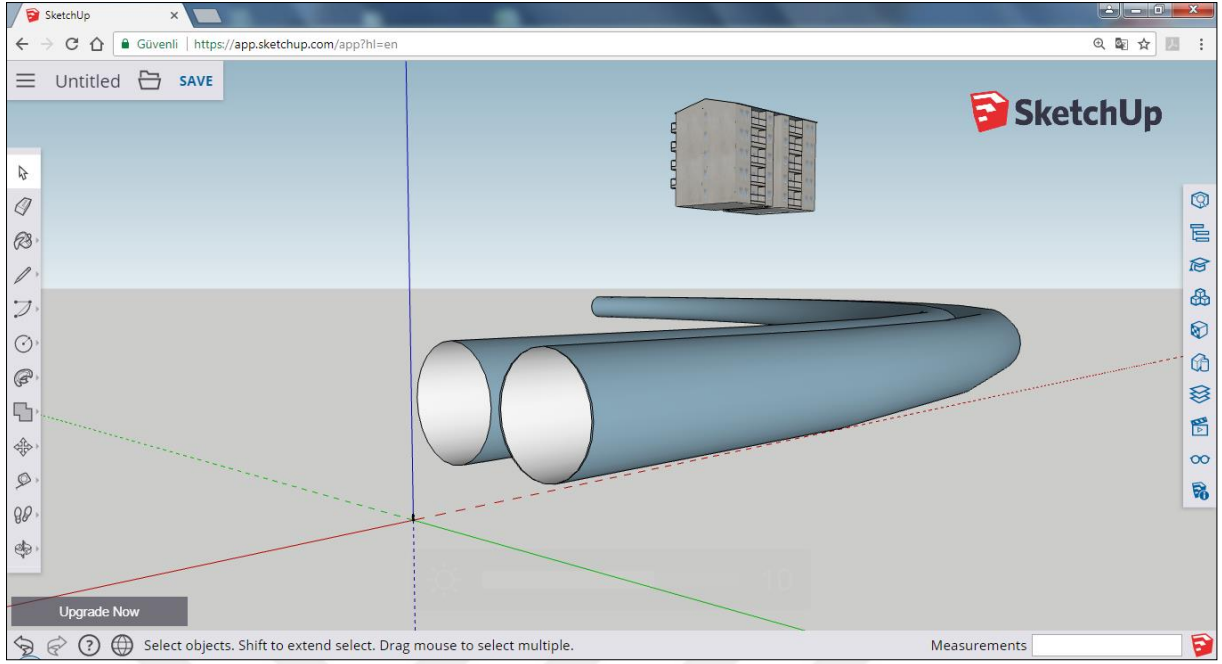 SketchUp
Güvenli | https://app.sketchup.com/app?hl=en
Untitled SAVE
SketchUp
Upgrade Now
Select objects. Shift to extend select. Drag mouse to select multiple.
Measurements